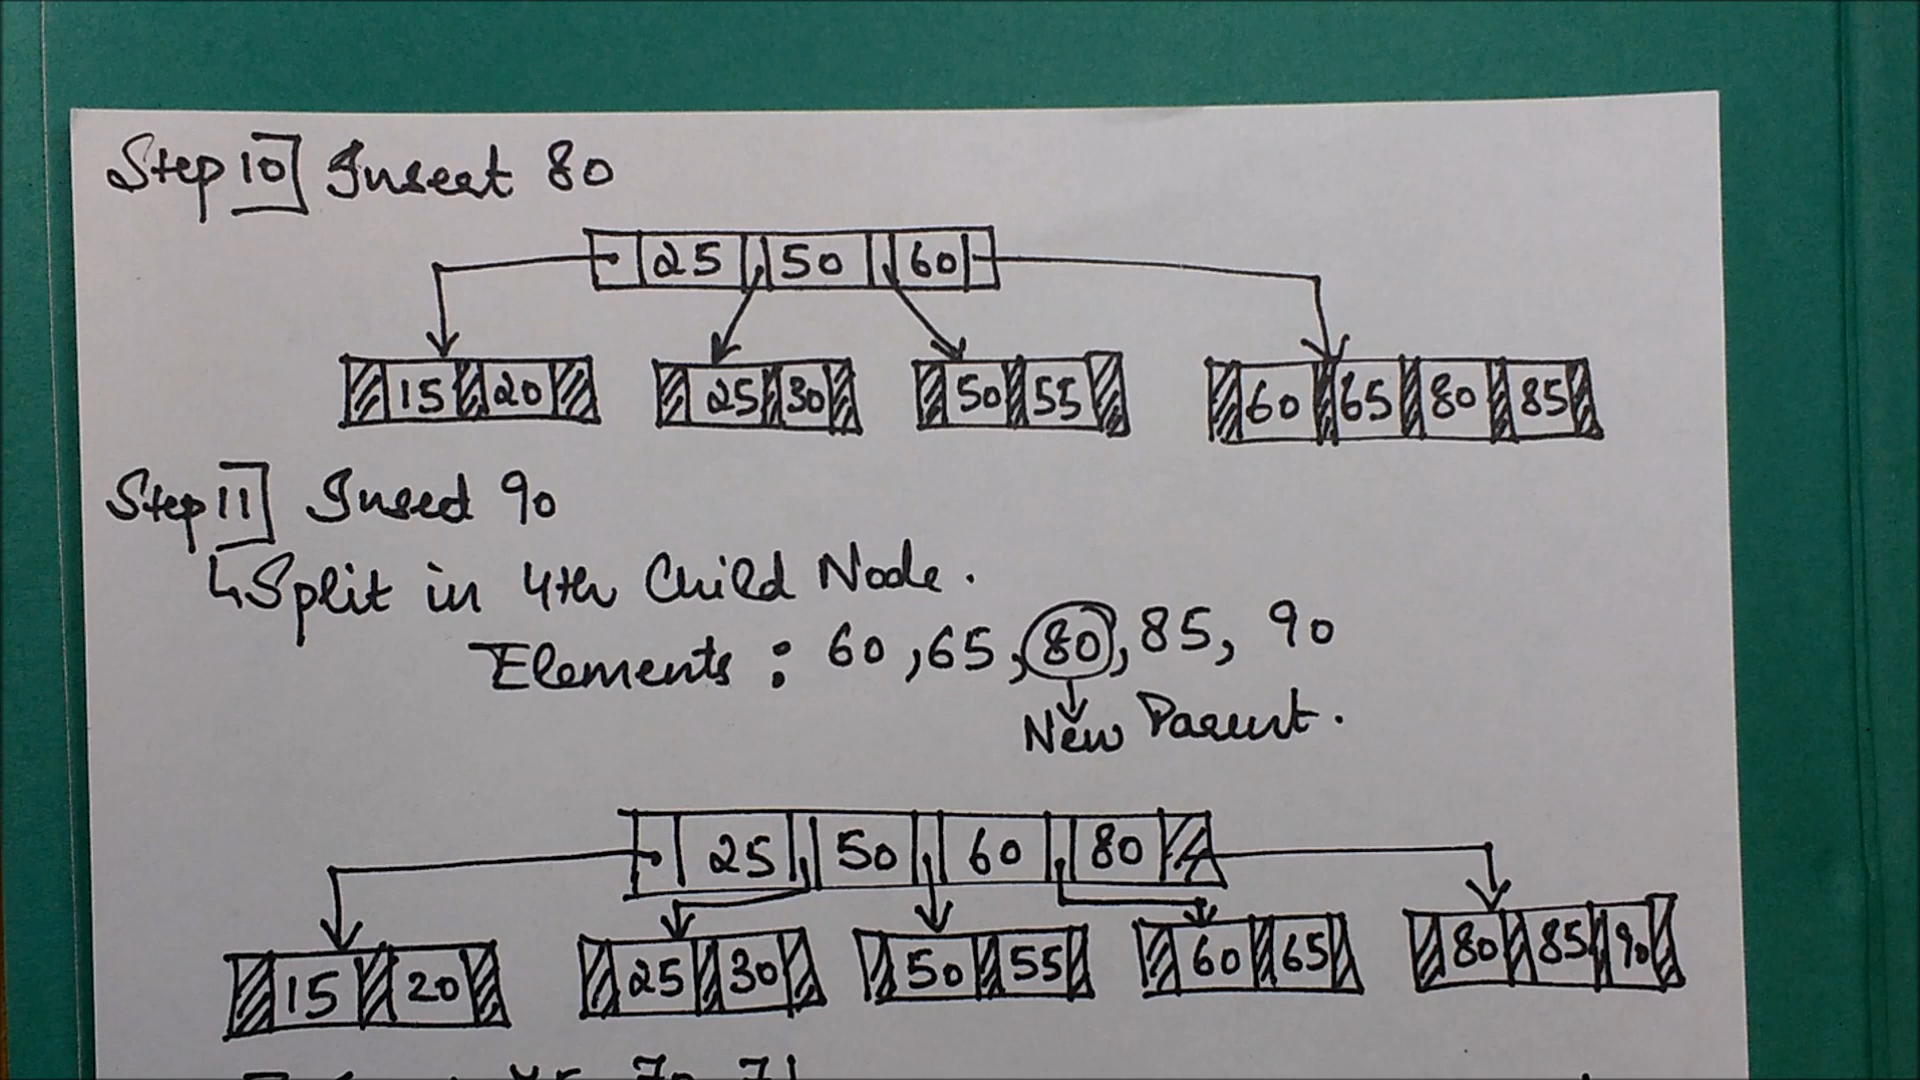 Step 10] Insert 80
25 50 60
15 20 25 30 50 55 60 65 80 85
Step 11] Insert 90
↳Split in 4th Child Node.
Elements : 60, 65, 80, 85, 90
New Parent.
25 50 60 80
15 20 25 30 50 55 60 65 80 85 90